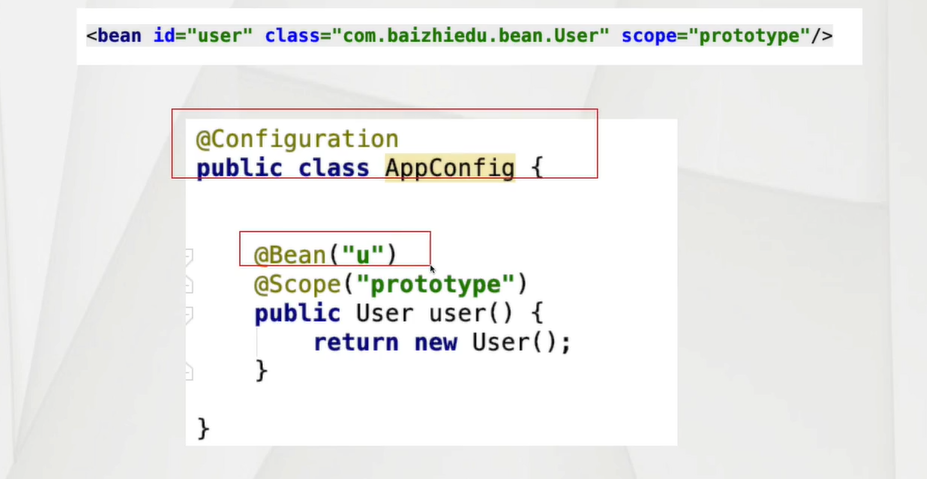 <bean id="user" class="com.baizhiedu.bean.User" scope="prototype"/>
@Configuration
public class AppConfig {
@Bean("u")
@Scope("prototype")
public User user() {
return new User();
}
}